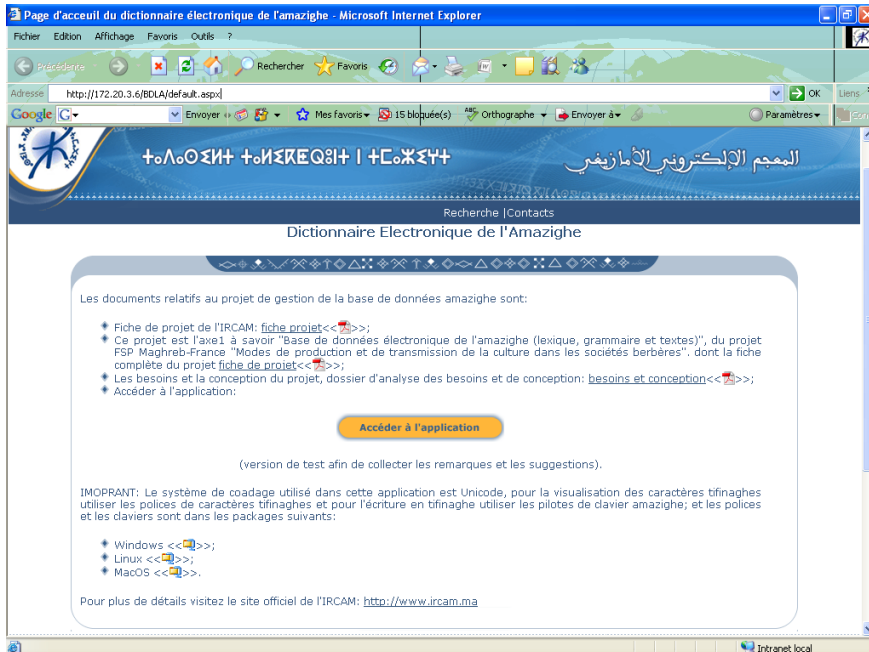 Page d'acceuil du dictionnaire électronique de l'amazighe - Microsoft Internet Explorer
Fichier Edition Affichage Favoris Outils ?
Précédente Rechercher Favoris
Adresse http://172.20.3.6/BDLA/default.aspx OK Liens
Google G Envoyer Mes favoris 15 bloquée(s) Orthographe Envoyer à Paramètres
المعجم الإلكتروني الأمازيغي
Recherche |Contacts
Dictionnaire Electronique de l'Amazighe
Les documents relatifs au projet de gestion de la base de données amazighe sont:
Fiche de projet de l'IRCAM: fiche projet<< >>;
Ce projet est l'axe1 à savoir "Base de données électronique de l'amazighe (lexique, grammaire et textes)", du projet
FSP Maghreb-France "Modes de production et de transmission de la culture dans les sociétés berbères". dont la fiche
complète du projet fiche de projet<< >>;
Les besoins et la conception du projet, dossier d'analyse des besoins et de conception: besoins et conception<< >>;
Accéder à l'application:
Accéder à l'application
(version de test afin de collecter les remarques et les suggestions).
IMOPRANT: Le système de coadage utilisé dans cette application est Unicode, pour la visualisation des caractères tifinaghes
utiliser les polices de caractères tifinaghes et pour l'écriture en tifinaghe utiliser les pilotes de clavier amazighe; et les polices
et les claviers sont dans les packages suivants:
Windows << >>;
Linux << >>;
MacOS << >>.
Pour plus de détails visitez le site officiel de l'IRCAM: http://www.ircam.ma
Intranet local